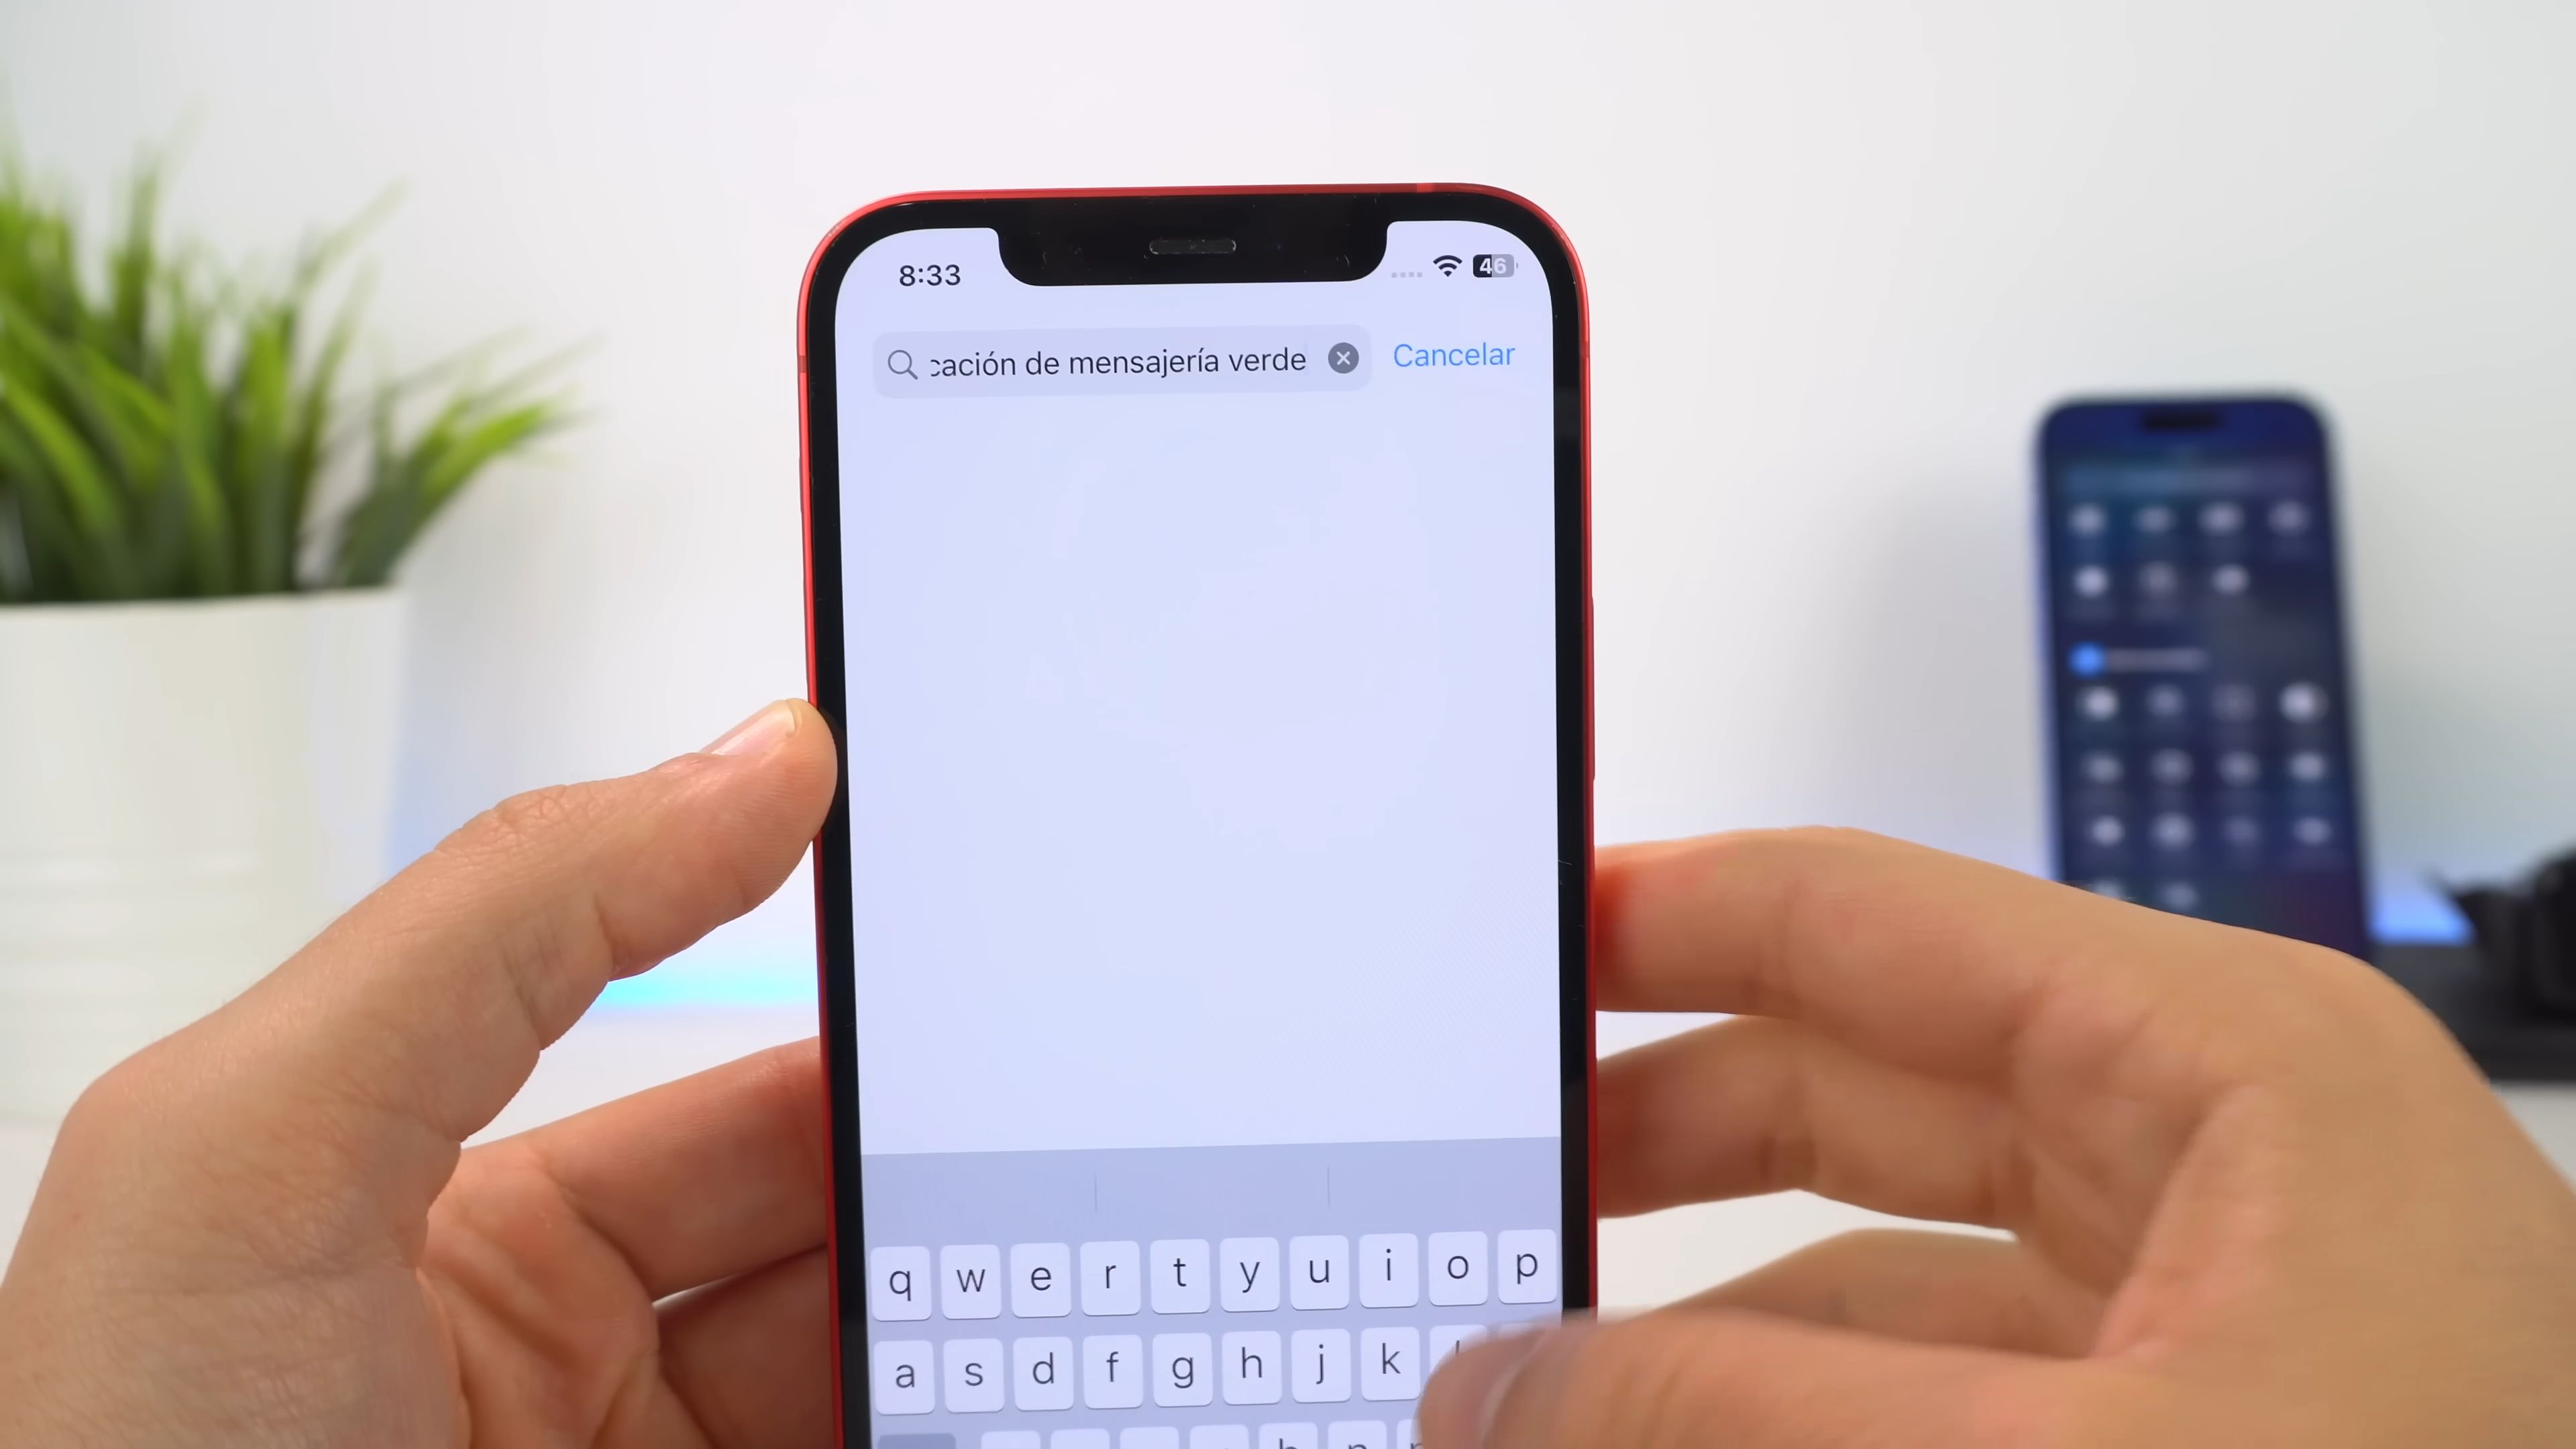 8:33
46
cación de mensajería verde
Cancelar
q w e r t y u i o p
a s d f g h j k
b n